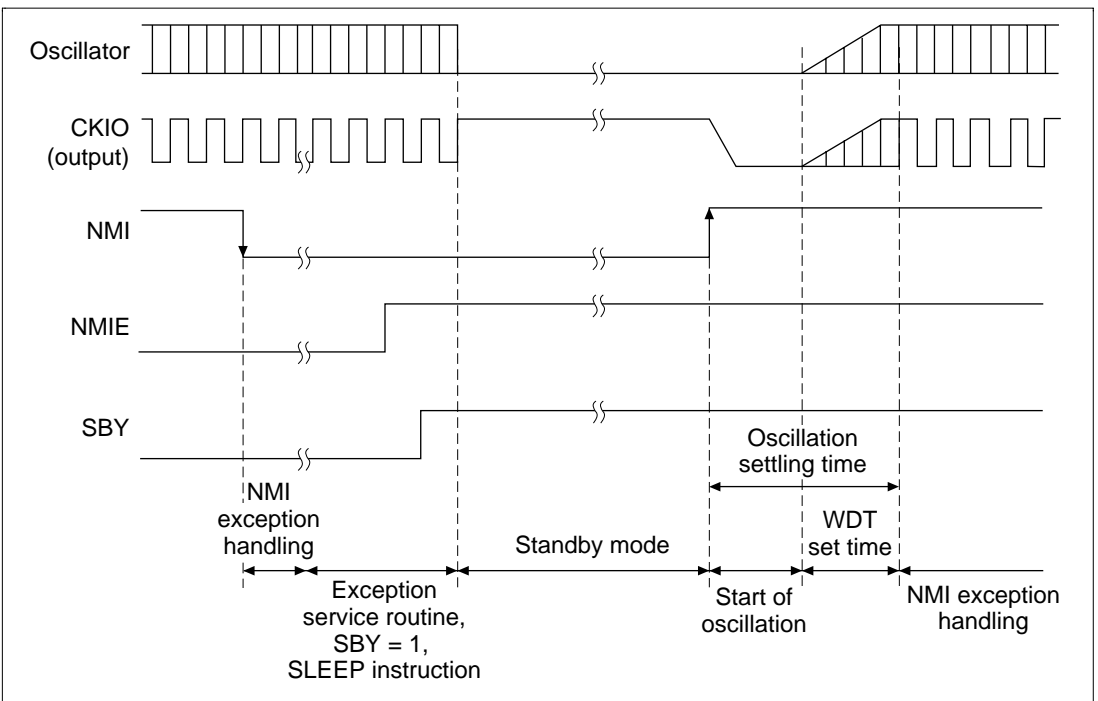 Oscillator
CKIO
(output)
NMI
NMIE
SBY
Oscillation
settling time
NMI
exception
handling
Standby mode
WDT
set time
Exception
service routine,
SBY = 1,
SLEEP instruction
Start of
oscillation
NMI exception
handling